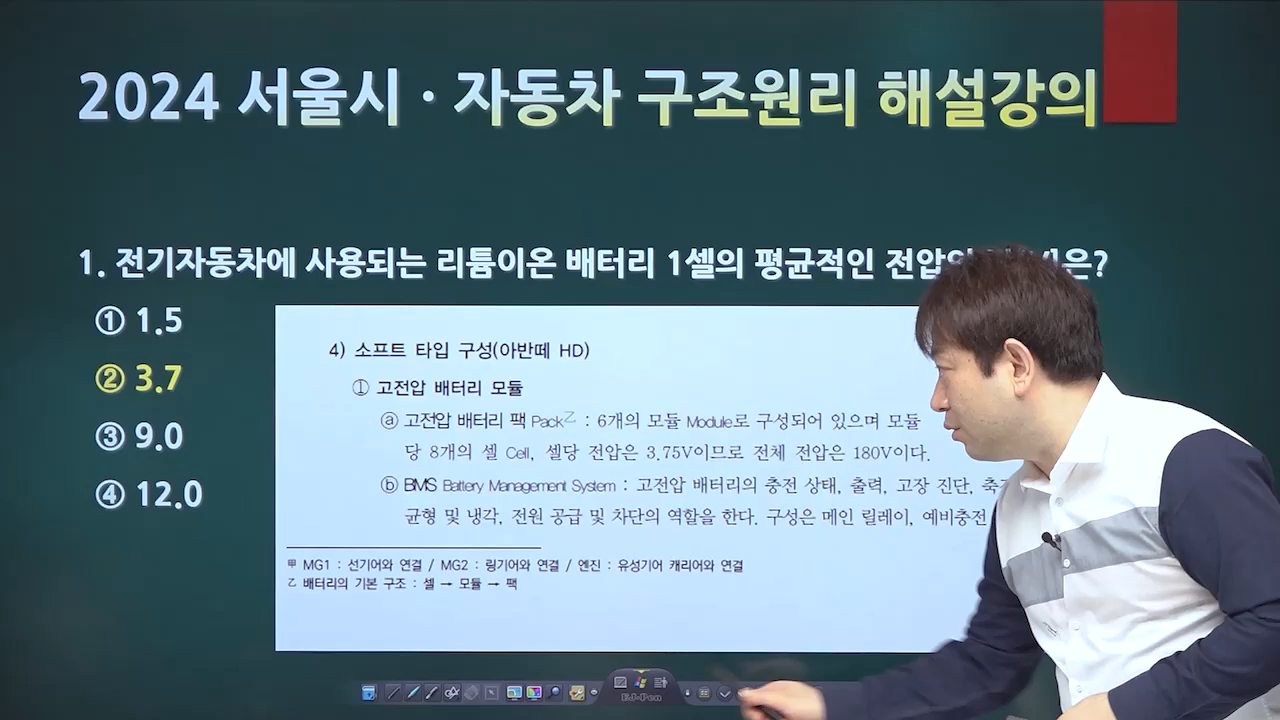 2024 서울시 · 자동차 구조원리 해설강의
1. 전기자동차에 사용되는 리튬이온 배터리 1셀의 평균적인 전압의 은?
① 1.5
② 3.7
③ 9.0
④ 12.0
4) 소프트 타입 구성(아반떼 HD)
① 고전압 배터리 모듈
ⓐ 고전압 배터리 팩 Pack乙 : 6개의 모듈 Module로 구성되어 있으며 모듈
당 8개의 셀 Cell, 셀당 전압은 3.75V이므로 전체 전압은 180V이다.
ⓑ BMS Battery Management System : 고전압 배터리의 충전 상태, 출력, 고장 진단,
균형 및 냉각, 전원 공급 및 차단의 역할을 한다. 구성은 메인 릴레이, 예비충전
甲 MG1 : 선기어와 연결 / MG2 : 링기어와 연결 / 엔진 : 유성기어 캐리어와 연결
乙 배터리의 기본 구조 : 셀 → 모듈 → 팩
EJ-Pen